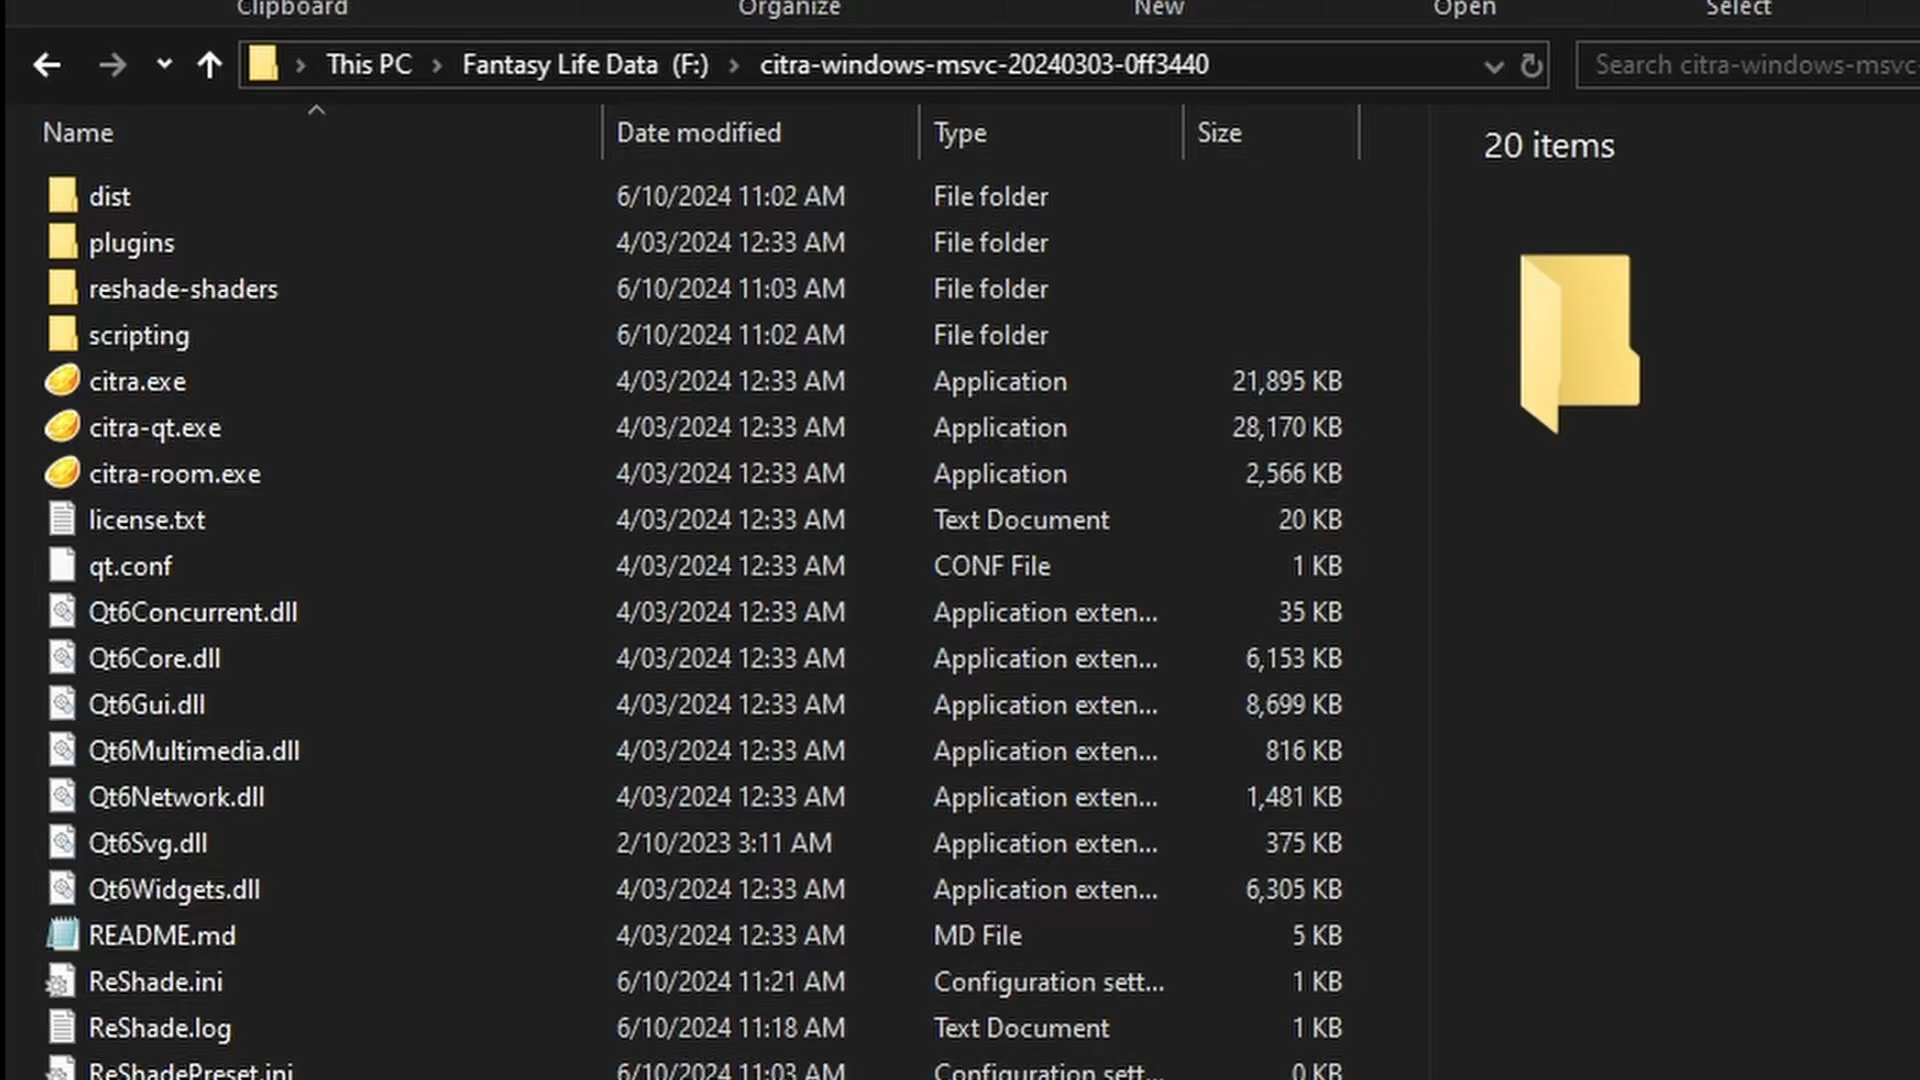 Clipboard Organize New Open Select
This PC Fantasy Life Data (F:) citra-windows-msvc-20240303-0ff3440 Search citra-windows-msvc-
Name Date modified Type Size
20 items
dist 6/10/2024 11:02 AM File folder
plugins 4/03/2024 12:33 AM File folder
reshade-shaders 6/10/2024 11:03 AM File folder
scripting 6/10/2024 11:02 AM File folder
citra.exe 4/03/2024 12:33 AM Application 21,895 KB
citra-qt.exe 4/03/2024 12:33 AM Application 28,170 KB
citra-room.exe 4/03/2024 12:33 AM Application 2,566 KB
license.txt 4/03/2024 12:33 AM Text Document 20 KB
qt.conf 4/03/2024 12:33 AM CONF File 1 KB
Qt6Concurrent.dll 4/03/2024 12:33 AM Application exten... 35 KB
Qt6Core.dll 4/03/2024 12:33 AM Application exten... 6,153 KB
Qt6Gui.dll 4/03/2024 12:33 AM Application exten... 8,699 KB
Qt6Multimedia.dll 4/03/2024 12:33 AM Application exten... 816 KB
Qt6Network.dll 4/03/2024 12:33 AM Application exten... 1,481 KB
Qt6Svg.dll 2/10/2023 3:11 AM Application exten... 375 KB
Qt6Widgets.dll 4/03/2024 12:33 AM Application exten... 6,305 KB
README.md 4/03/2024 12:33 AM MD File 5 KB
ReShade.ini 6/10/2024 11:21 AM Configuration sett... 1 KB
ReShade.log 6/10/2024 11:18 AM Text Document 1 KB
ReShadePreset.ini 6/10/2024 11:03 AM Configuration sett... 0 KB